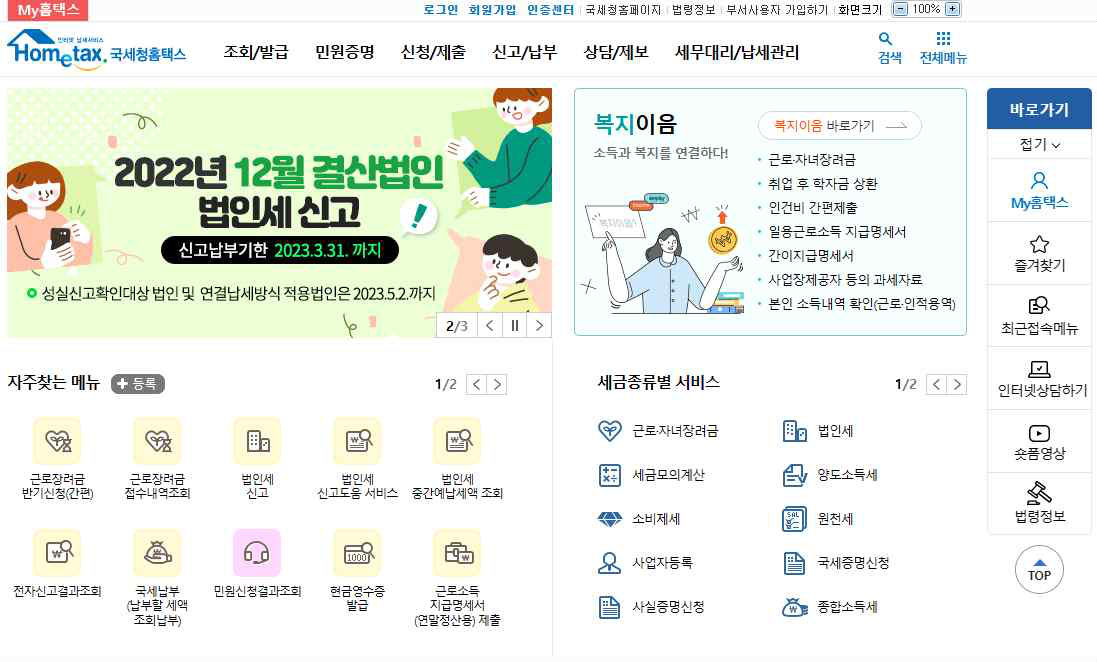 My홈택스
로그인 회원가입 인증센터 국세청홈페이지 법령정보 부서사용자 가입하기 화면크기 100%
인터넷 납세서비스
Hometax. 국세청홈택스
조회/발급 민원증명 신청/제출 신고/납부 상담/제보 세무대리/납세관리
검색 전체메뉴
2022년 12월 결산법인
법인세 신고
신고납부기한 2023.3.31. 까지
성실신고확인대상 법인 및 연결납세방식 적용법인은 2023.5.2.까지
2/3
복지이음
소득과 복지를 연결하다!
복지이음 바로가기
복지이음!
근로·자녀장려금
취업 후 학자금 상환
인건비 간편제출
일용근로소득 지급명세서
간이지급명세서
사업장제공자 등의 과세자료
본인 소득내역 확인(근로·인적용역)
바로가기
접기
My홈택스
즐겨찾기
최근접속메뉴
인터넷상담하기
숏폼영상
법령정보
TOP
자주찾는 메뉴 등록 1/2
근로장려금
반기신청(간편)
근로장려금
접수내역조회
법인세
신고
법인세
신고도움 서비스
법인세
중간예납세액 조회
전자신고결과조회
국세납부
(납부할 세액
조회납부)
민원신청결과조회
1000
현금영수증
발급
근로소득
지급명세서
(연말정산용) 제출
세금종류별 서비스 1/2
근로·자녀장려금 법인세
세금모의계산 양도소득세
소비제세 원천세
사업자등록 국세증명신청
사실증명신청 종합소득세